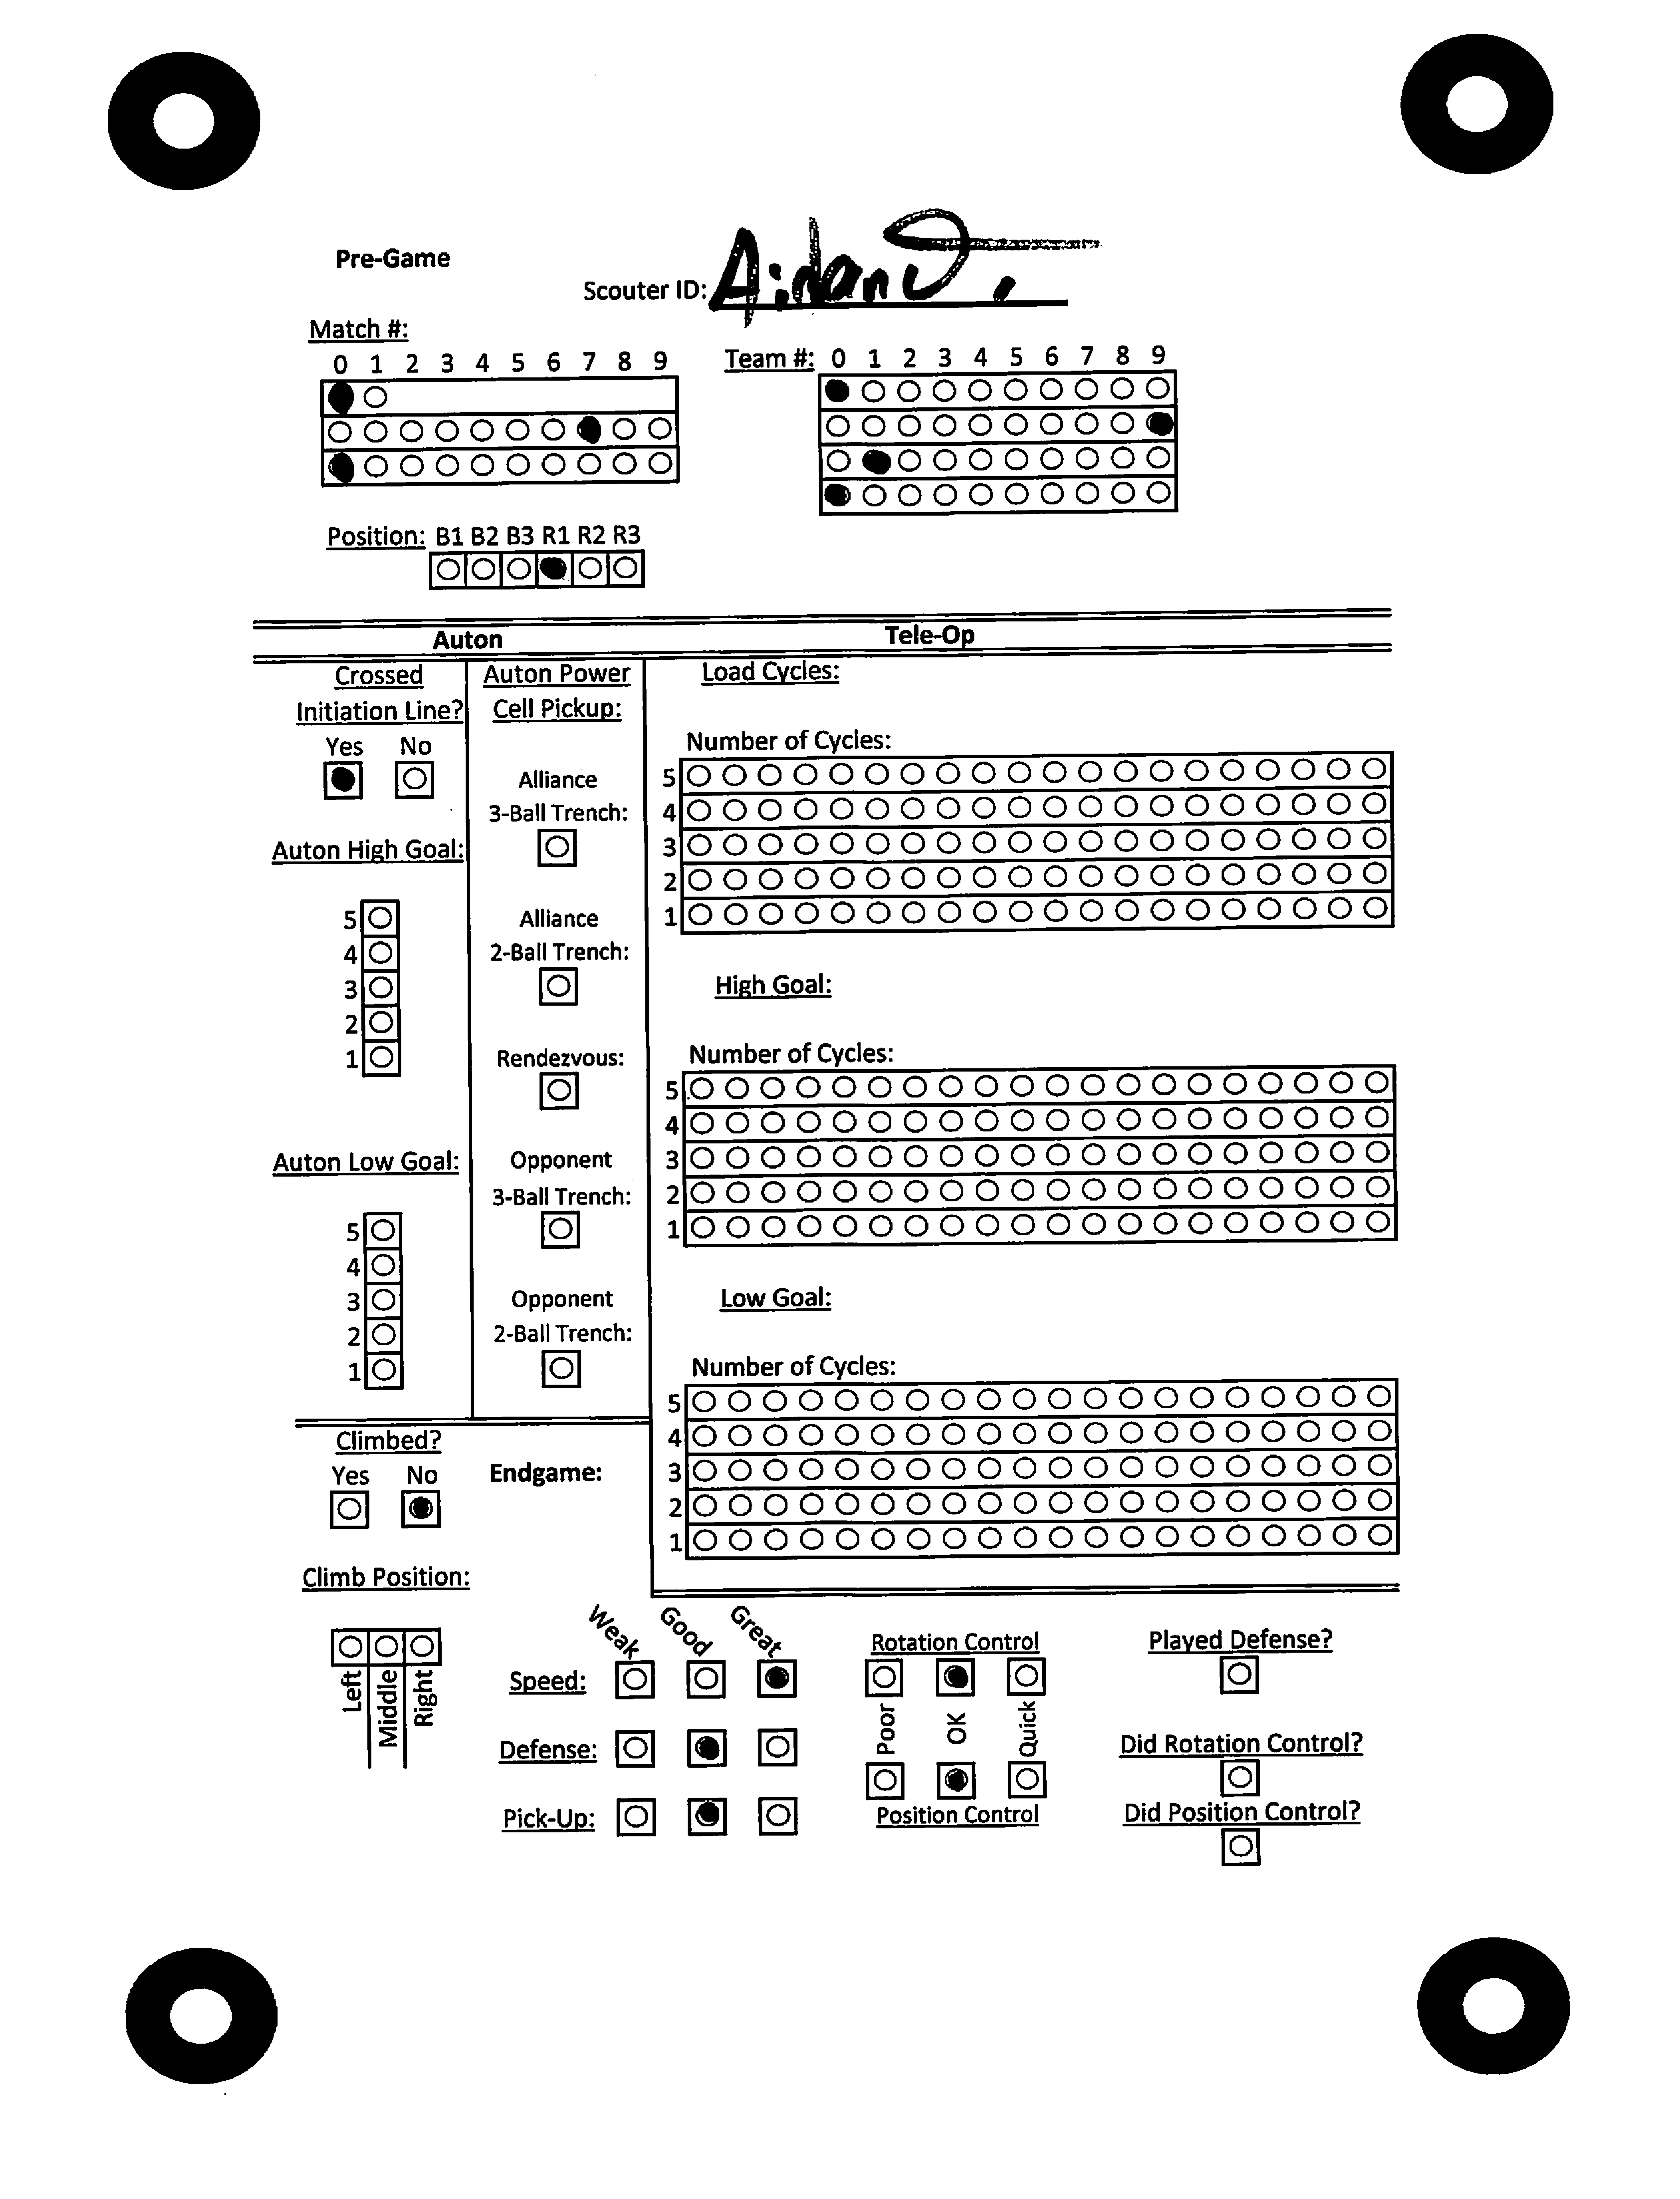 Pre-Game
Scouter ID: Aidan J.
Match #:
0 1 2 3 4 5 6 7 8 9
Team #: 0 1 2 3 4 5 6 7 8 9
Position: B1 B2 B3 R1 R2 R3
Auton
Tele-Op
Crossed
Initiation Line?
Yes No
Auton High Goal:
5
4
3
2
1
Auton Low Goal:
5
4
3
2
1
Auton Power
Cell Pickup:
Alliance
3-Ball Trench:
Alliance
2-Ball Trench:
Rendezvous:
Opponent
3-Ball Trench:
Opponent
2-Ball Trench:
Load Cycles:
Number of Cycles:
5
4
3
2
1
High Goal:
Number of Cycles:
5
4
3
2
1
Low Goal:
Number of Cycles:
5
4
3
2
1
Climbed?
Yes No
Endgame:
Climb Position:
Left
Middle
Right
Weak
Good
Great
Speed:
Defense:
Pick-Up:
Rotation Control
Poor
OK
Quick
Position Control
Played Defense?
Did Rotation Control?
Did Position Control?